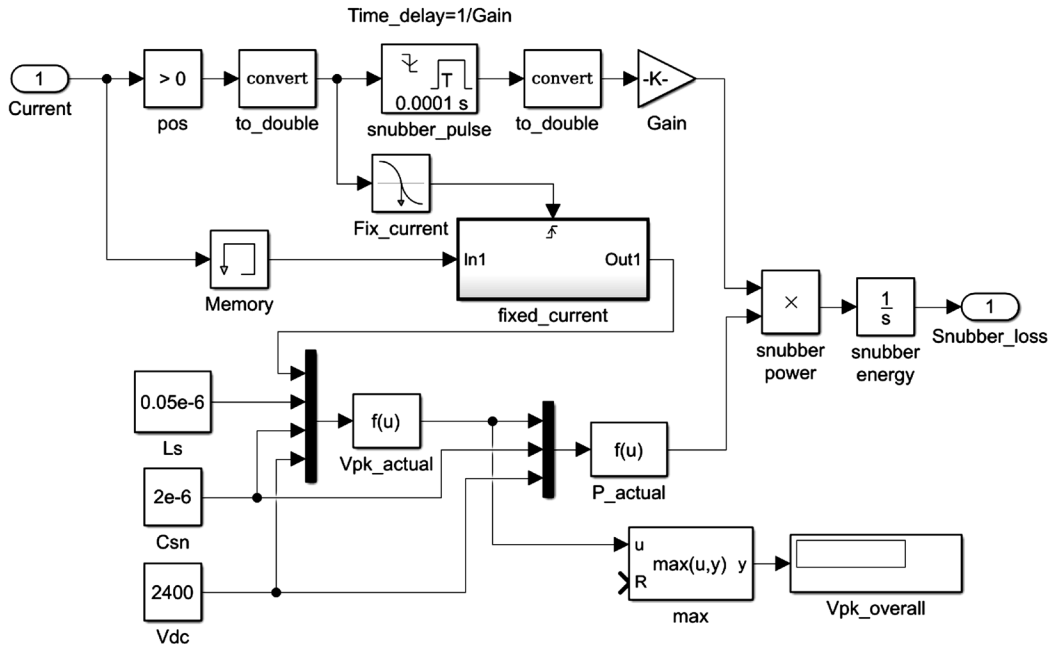 Time_delay=1/Gain
1
Current
> 0
pos
convert
to_double
T
0.0001 s
snubber_pulse
convert
to_double
-K-
Gain
Fix_current
Memory
In1
Out1
fixed_current
×
snubber
power
1
s
snubber
energy
1
Snubber_loss
0.05e-6
Ls
2e-6
Csn
2400
Vdc
f(u)
Vpk_actual
f(u)
P_actual
u
R
max(u,y)
y
max
Vpk_overall